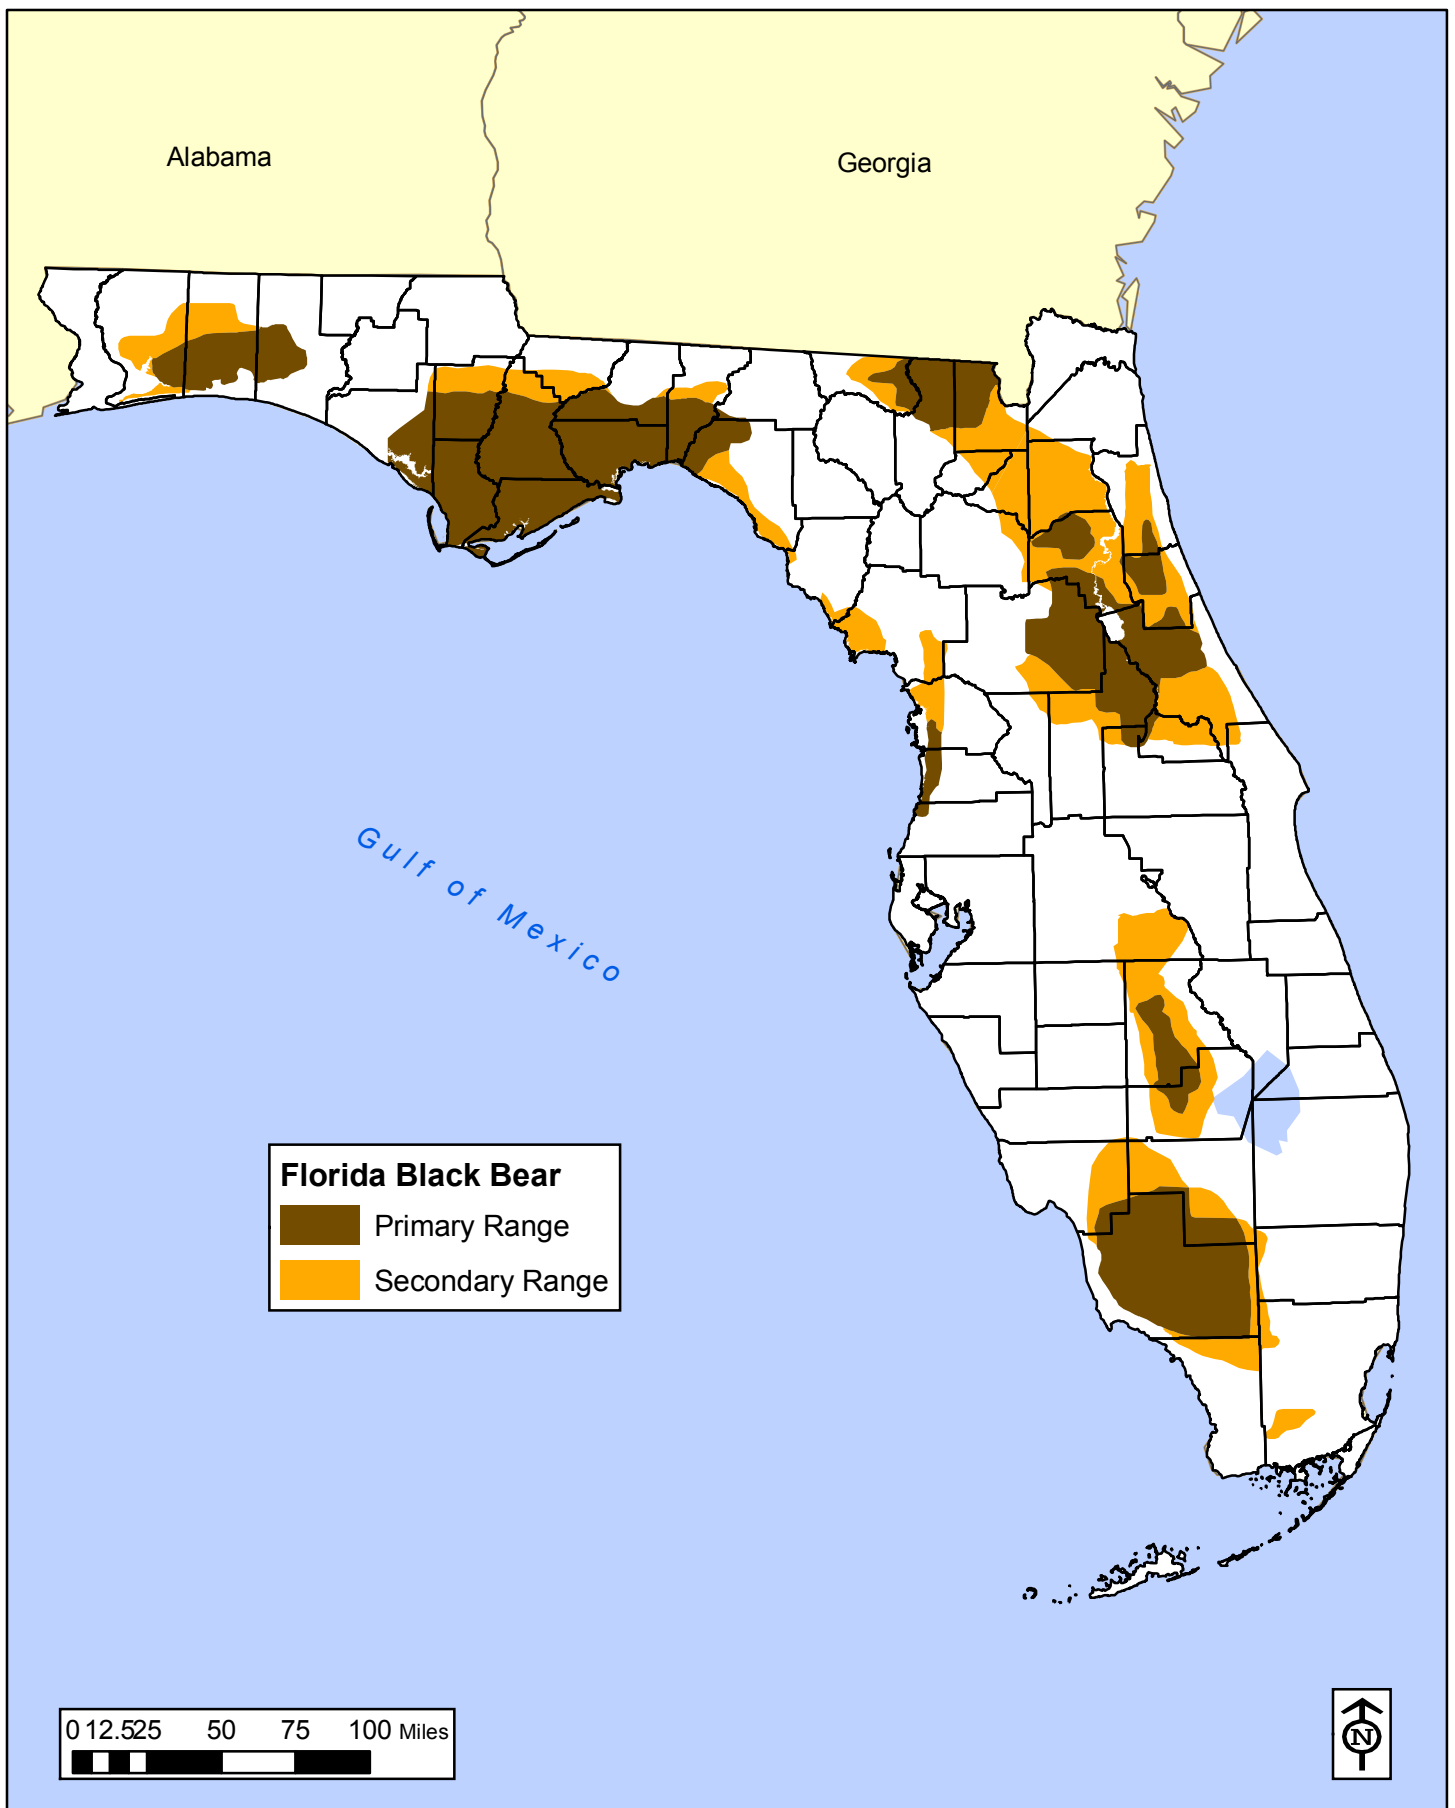 Alabama
Georgia
Gulf of Mexico
Florida Black Bear
Primary Range
Secondary Range
0 12.5 25 50 75 100 Miles
N